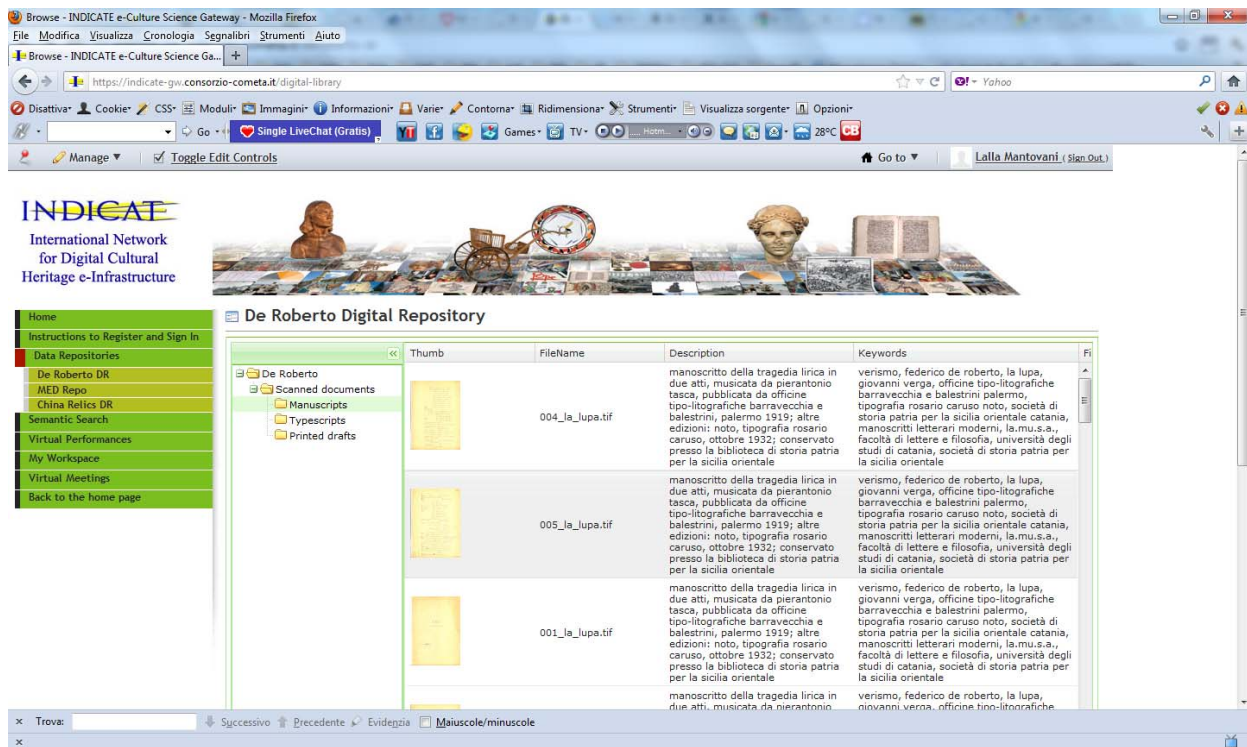 Browse - INDICATE e-Culture Science Gateway - Mozilla Firefox
File Modifica Visualizza Cronologia Segnalibri Strumenti Aiuto
Browse - INDICATE e-Culture Science Ga...
https://indicate-gw.consorzio-cometa.it/digital-library
Yahoo
Disattiva Cookie CSS Moduli Immagini Informazioni Varie Contorna Ridimensiona Strumenti Visualizza sorgente Opzioni
Go Single LiveChat (Gratis) Games TV Hotm... 28°C CB
Manage Toggle Edit Controls Go to Lalla Mantovani (Sign Out)
INDICATE
International Network
for Digital Cultural
Heritage e-Infrastructure
Home
Instructions to Register and Sign In
Data Repositories
De Roberto DR
MED Repo
China Relics DR
Semantic Search
Virtual Performances
My Workspace
Virtual Meetings
Back to the home page
De Roberto Digital Repository
De Roberto
Scanned documents
Manuscripts
Typescripts
Printed drafts
Thumb FileName Description Keywords Fi
004_la_lupa.tif
manoscritto della tragedia lirica in
due atti, musicata da pierantonio
tasca, pubblicata da officine
tipo-litografiche barravecchia e
balestrini, palermo 1919; altre
edizioni: noto, tipografia rosario
caruso, ottobre 1932; conservato
presso la biblioteca di storia patria
per la sicilia orientale
verismo, federico de roberto, la lupa,
giovanni verga, officine tipo-litografiche
barravecchia e balestrini palermo,
tipografia rosario caruso noto, società di
storia patria per la sicilia orientale catania,
manoscritti letterari moderni, la.mu.s.a.,
facoltà di lettere e filosofia, università degli
studi di catania, società di storia patria per
la sicilia orientale
005_la_lupa.tif
manoscritto della tragedia lirica in
due atti, musicata da pierantonio
tasca, pubblicata da officine
tipo-litografiche barravecchia e
balestrini, palermo 1919; altre
edizioni: noto, tipografia rosario
caruso, ottobre 1932; conservato
presso la biblioteca di storia patria
per la sicilia orientale
verismo, federico de roberto, la lupa,
giovanni verga, officine tipo-litografiche
barravecchia e balestrini palermo,
tipografia rosario caruso noto, società di
storia patria per la sicilia orientale catania,
manoscritti letterari moderni, la.mu.s.a.,
facoltà di lettere e filosofia, università degli
studi di catania, società di storia patria per
la sicilia orientale
001_la_lupa.tif
manoscritto della tragedia lirica in
due atti, musicata da pierantonio
tasca, pubblicata da officine
tipo-litografiche barravecchia e
balestrini, palermo 1919; altre
edizioni: noto, tipografia rosario
caruso, ottobre 1932; conservato
presso la biblioteca di storia patria
per la sicilia orientale
verismo, federico de roberto, la lupa,
giovanni verga, officine tipo-litografiche
barravecchia e balestrini palermo,
tipografia rosario caruso noto, società di
storia patria per la sicilia orientale catania,
manoscritti letterari moderni, la.mu.s.a.,
facoltà di lettere e filosofia, università degli
studi di catania, società di storia patria per
la sicilia orientale
manoscritto della tragedia lirica in
due atti, musicata da pierantonio
verismo, federico de roberto, la lupa,
giovanni verga, officine tipo-litografiche
Trova: Successivo Precedente Evidenzia Maiuscole/minuscole